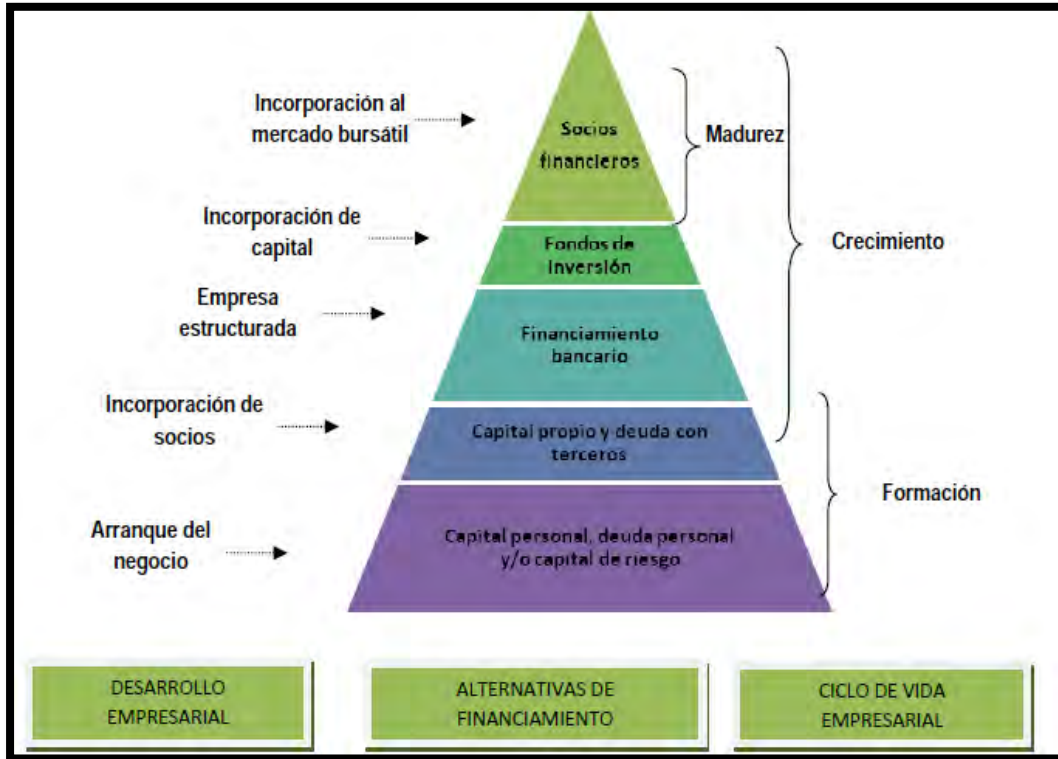 Incorporación al
mercado bursátil
Socios
financieros
Madurez
Incorporación de
capital
Fondos de
inversión
Crecimiento
Empresa
estructurada
Financiamiento
bancario
Incorporación de
socios
Capital propio y deuda con
terceros
Formación
Arranque del
negocio
Capital personal, deuda personal
y/o capital de riesgo
DESARROLLO
EMPRESARIAL
ALTERNATIVAS DE
FINANCIAMIENTO
CICLO DE VIDA
EMPRESARIAL